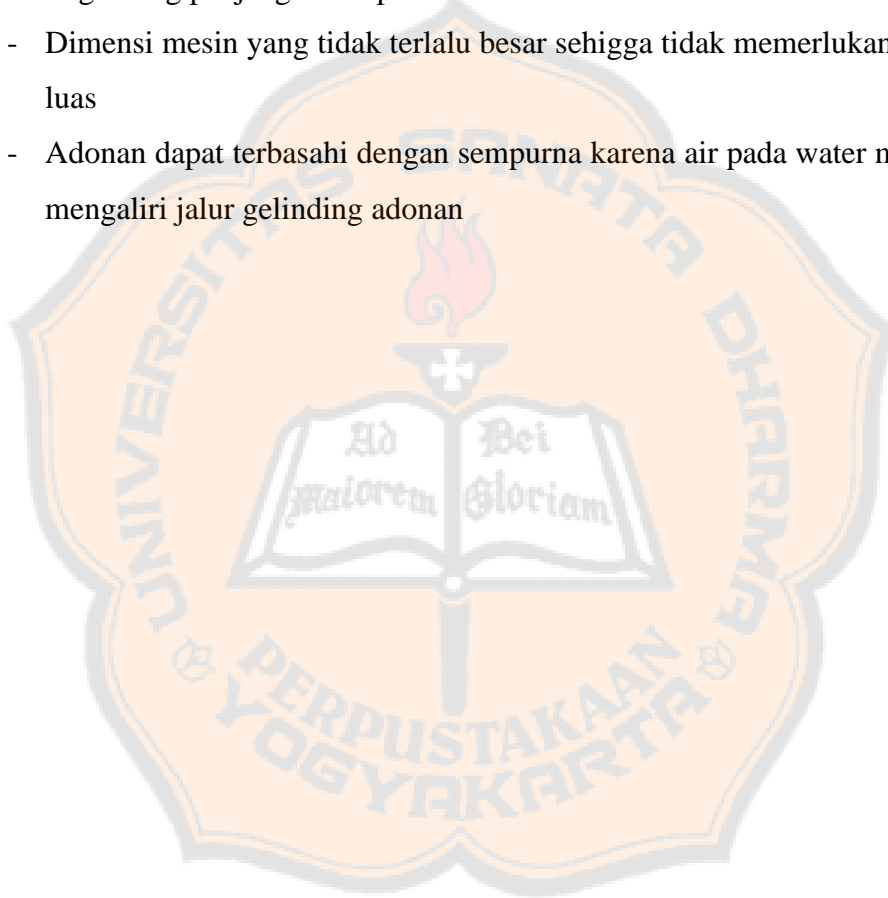 - Dimensi mesin yang tidak terlalu besar sehigga tidak memerlukan
luas
- Adonan dapat terbasahi dengan sempurna karena air pada water
mengaliri jalur gelinding adonan
UNIVERSITAS SANATA DHARMA
Ad Dei
Maiorem Gloriam
PERPUSTAKAAN
YOGYAKARTA